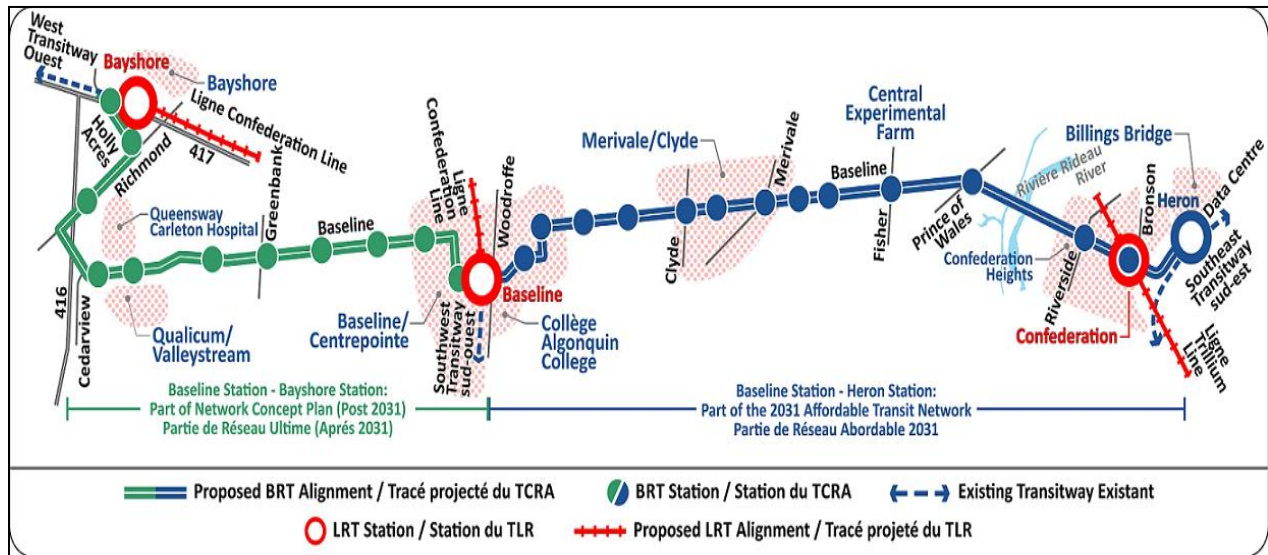 West
Transitway
Ouest
Bayshore
Bayshore
Ligne Confederation Line
417
Holly
Acres
Richmond
Greenbank
Queensway
Carleton Hospital
Baseline
416
Cedarview
Qualicum/
Valleystream
Confederation
Line
Ligne
Woodroffe
Baseline
Baseline/
Centrepointe
Southwest
Transitway
sud-ouest
Collège
Algonquin
College
Merivale/Clyde
Clyde
Merivale
Baseline
Central
Experimental
Farm
Fisher
Prince of
Wales
Rivière Rideau
River
Confederation
Heights
Riverside
Bronson
Confederation
Billings Bridge
Heron
Data Centre
Southeast
Transitway
sud-est
Ligne
Trillium
Line
Baseline Station - Bayshore Station:
Part of Network Concept Plan (Post 2031)
Partie de Réseau Ultime (Aprés 2031)
Baseline Station - Heron Station:
Part of the 2031 Affordable Transit Network
Partie de Réseau Abordable 2031
Proposed BRT Alignment / Tracé projecté du TCRA
BRT Station / Station du TCRA
Existing Transitway Existant
LRT Station / Station du TLR
Proposed LRT Alignment / Tracé projeté du TLR